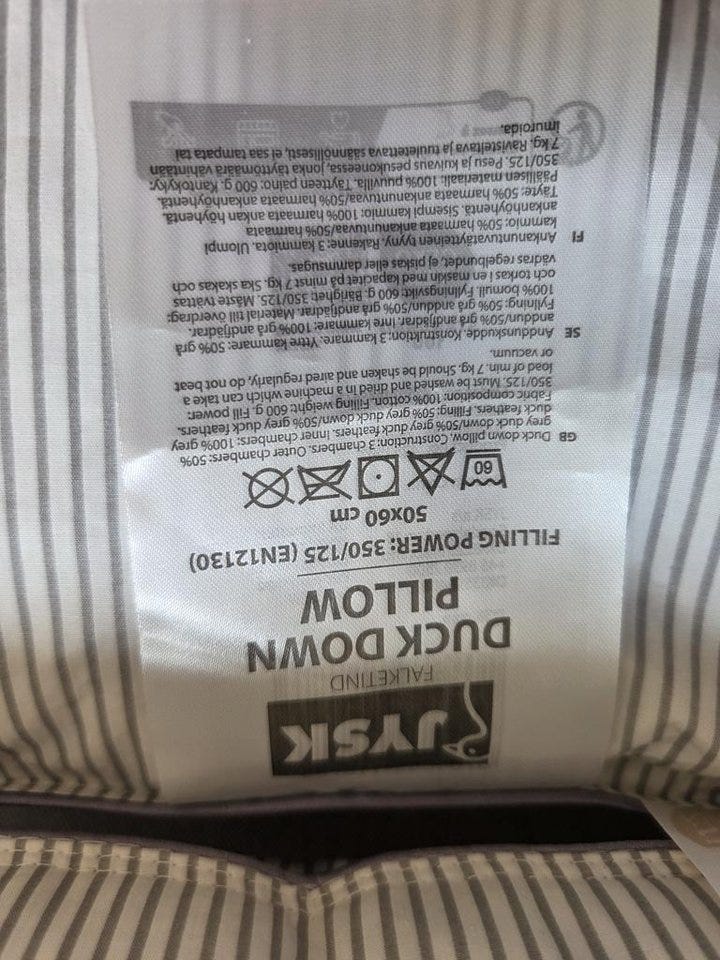 JYSK
FALKETIND
DUCK DOWN
PILLOW
FILLING POWER: 350/125 (EN12130)
50x60 cm
60
GB Duck down pillow. Construction: 3 chambers. Outer chambers: 50%
grey duck down/50% grey duck feathers. Inner chambers: 100% grey
duck feathers. Filling: 50% grey duck down/50% grey duck feathers.
Fabric composition: 100% cotton. Filling weight: 600 g. Fill power:
350/125. Must be washed and dried in a machine which can take a
load of min. 7 kg. Should be shaken and aired regularly, do not beat
or vacuum.
SE Anddunskudde. Konstruktion: 3 kammare. Yttre kammare: 50% grå
anddun/50% grå andfjädrar. Inre kammare: 100% grå andfjädrar.
Fyllning: 50% grå anddun/50% grå andfjädrar. Material till överdrag:
100% bomull. Fyllningsvikt: 600 g. Bärighet: 350/125. Måste tvättas
och torkas i en maskin med kapacitet på minst 7 kg. Ska skakas och
vädras regelbundet, ej piskas eller dammsugas.
FI Ankanuntuvatäytteinen tyyny. Rakenne: 3 kammiota. Ulompi
kammio: 50% harmaata ankanuntuvaa/50% harmaata
ankanhöyhentä. Sisempi kammio: 100% harmaata ankan höyhentä.
Täyte: 50% harmaata ankanuntuvaa/50% harmaata ankanhöyhentä.
Päällisen materiaali: 100% puuvilla. Täytteen paino: 600 g. Kantokyky:
350/125. Pesu ja kuivaus pesukoneessa, jonka täyttömäärä vähintään
7 kg. Ravisteltava ja tuuletettava säännöllisesti, ei saa tampata tai
imuroida.